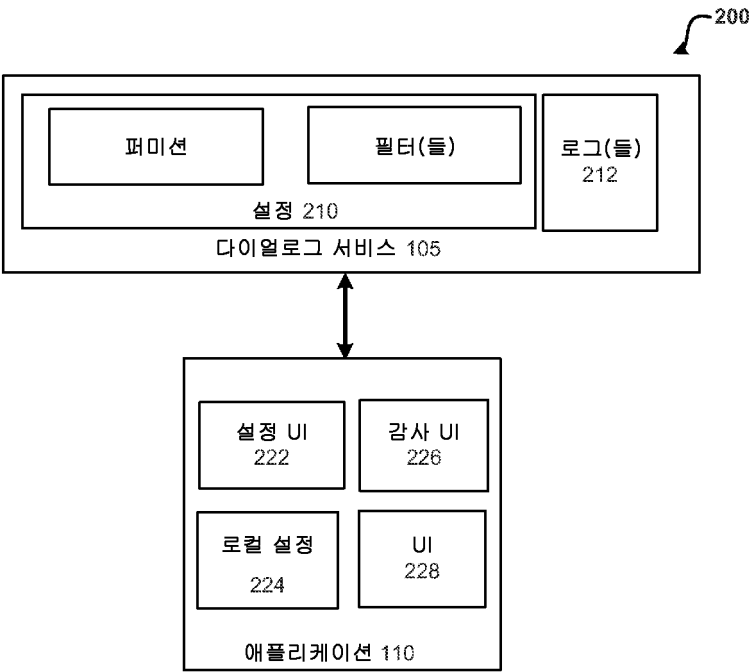 200
퍼미션
필터(들)
로그(들)
212
설정 210
다이얼로그 서비스 105
설정 UI
222
감사 UI
226
로컬 설정
224
UI
228
애플리케이션 110